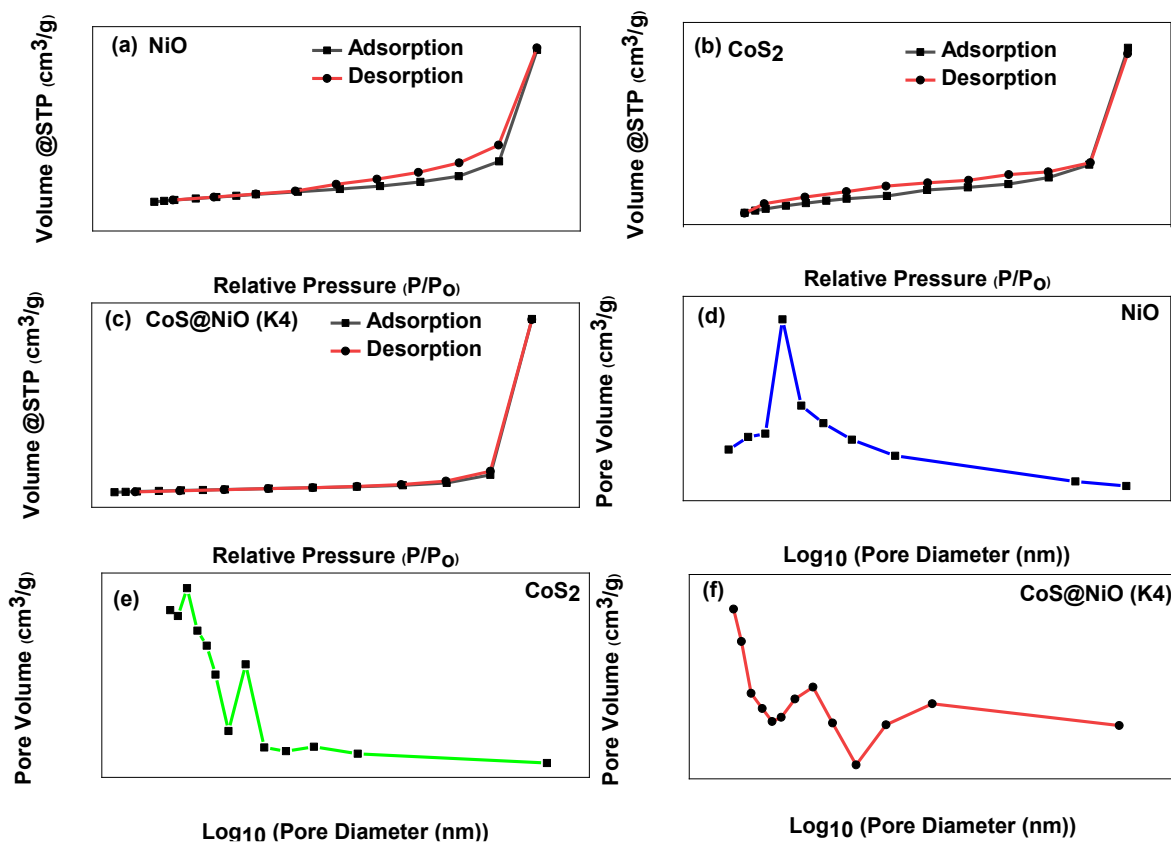 (a) NiO
Adsorption
Desorption
Volume @STP (cm³/g)
Relative Pressure (P/Po)
(b) CoS2
Adsorption
Desorption
Volume @STP (cm³/g)
Relative Pressure (P/Po)
(c) CoS@NiO (K4)
Adsorption
Desorption
Volume @STP (cm³/g)
Relative Pressure (P/Po)
(d) NiO
Pore Volume (cm³/g)
Log10 (Pore Diameter (nm))
(e) CoS2
Pore Volume (cm³/g)
Log10 (Pore Diameter (nm))
(f) CoS@NiO (K4)
Pore Volume (cm³/g)
Log10 (Pore Diameter (nm))